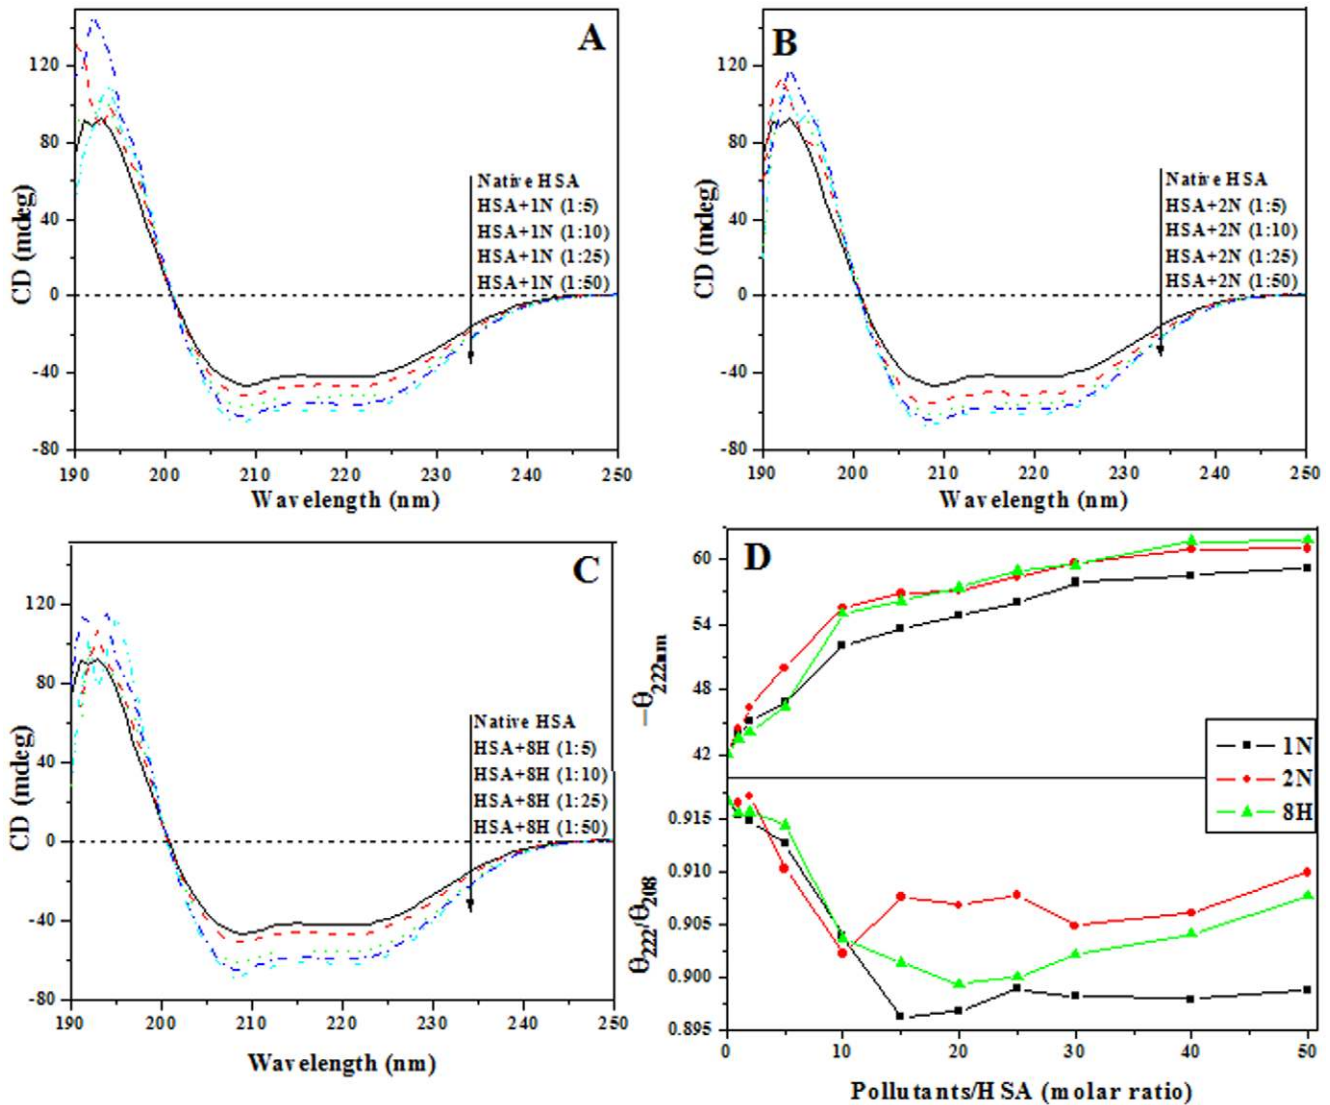 A
CD (mdeg)
120
80
40
0
-40
-80
Native HSA
HSA+1N (1:5)
HSA+1N (1:10)
HSA+1N (1:25)
HSA+1N (1:50)
190 200 210 220 230 240 250
Wavelength (nm)
B
CD (mdeg)
120
80
40
0
-40
-80
Native HSA
HSA+2N (1:5)
HSA+2N (1:10)
HSA+2N (1:25)
HSA+2N (1:50)
190 200 210 220 230 240 250
Wavelength (nm)
C
CD (mdeg)
120
80
40
0
-40
-80
Native HSA
HSA+8H (1:5)
HSA+8H (1:10)
HSA+8H (1:25)
HSA+8H (1:50)
190 200 210 220 230 240 250
Wavelength (nm)
D
−θ222nm
60
54
48
42
1N
2N
8H
θ222/θ208
0.915
0.910
0.905
0.900
0.895
0 10 20 30 40 50
Pollutants/HSA (molar ratio)